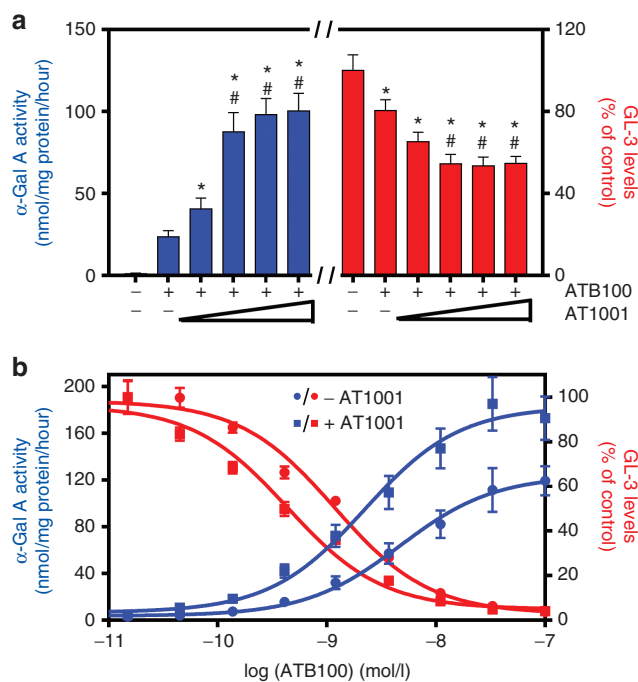 a
α-Gal A activity
(nmol/mg protein/hour)
150
100
50
0
* # * # * #
*
* * * # * # * #
120
80
40
0
GL-3 levels
(% of control)
− + + + + + − + + + + + ATB100
− − − − AT1001
b
α-Gal A activity
(nmol/mg protein/hour)
200
160
120
80
40
0
●/● − AT1001
■/■ + AT1001
100
80
60
40
20
0
GL-3 levels
(% of control)
−11 −10 −9 −8 −7
log (ATB100) (mol/l)